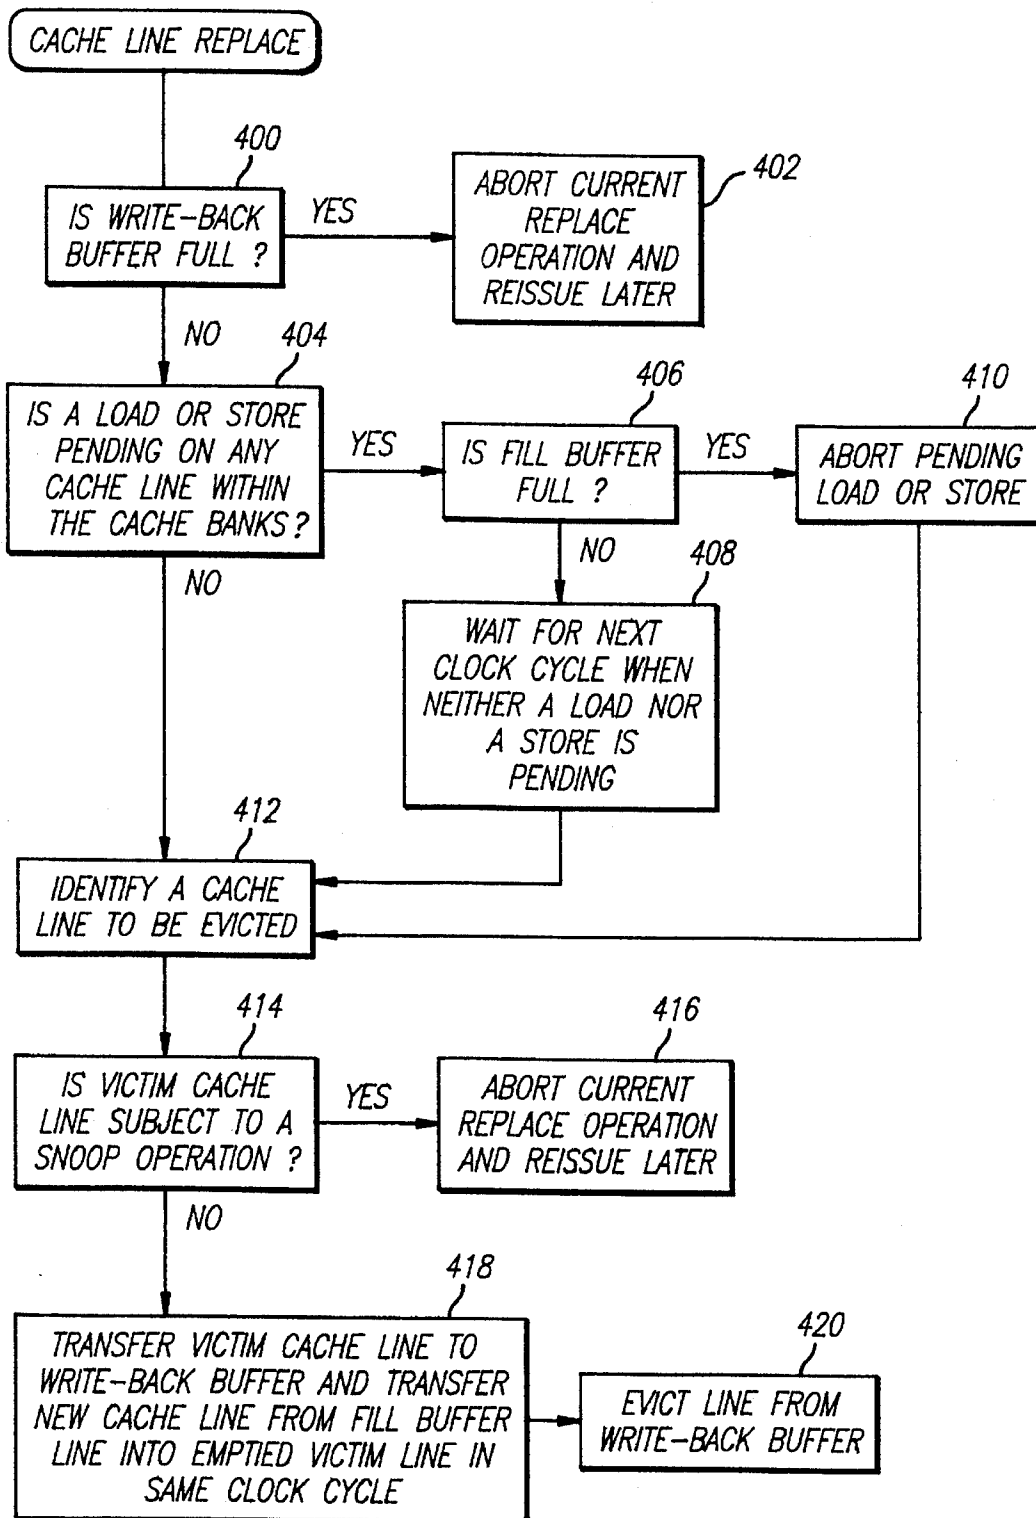 CACHE LINE REPLACE
400
IS WRITE-BACK
BUFFER FULL ?
YES
402
ABORT CURRENT
REPLACE
OPERATION AND
REISSUE LATER
NO
404
IS A LOAD OR STORE
PENDING ON ANY
CACHE LINE WITHIN
THE CACHE BANKS?
YES
406
IS FILL BUFFER
FULL ?
YES
410
ABORT PENDING
LOAD OR STORE
NO
NO
408
WAIT FOR NEXT
CLOCK CYCLE WHEN
NEITHER A LOAD NOR
A STORE IS
PENDING
412
IDENTIFY A CACHE
LINE TO BE EVICTED
414
IS VICTIM CACHE
LINE SUBJECT TO A
SNOOP OPERATION ?
YES
416
ABORT CURRENT
REPLACE OPERATION
AND REISSUE LATER
NO
418
TRANSFER VICTIM CACHE LINE TO
WRITE-BACK BUFFER AND TRANSFER
NEW CACHE LINE FROM FILL BUFFER
LINE INTO EMPTIED VICTIM LINE IN
SAME CLOCK CYCLE
420
EVICT LINE FROM
WRITE-BACK BUFFER